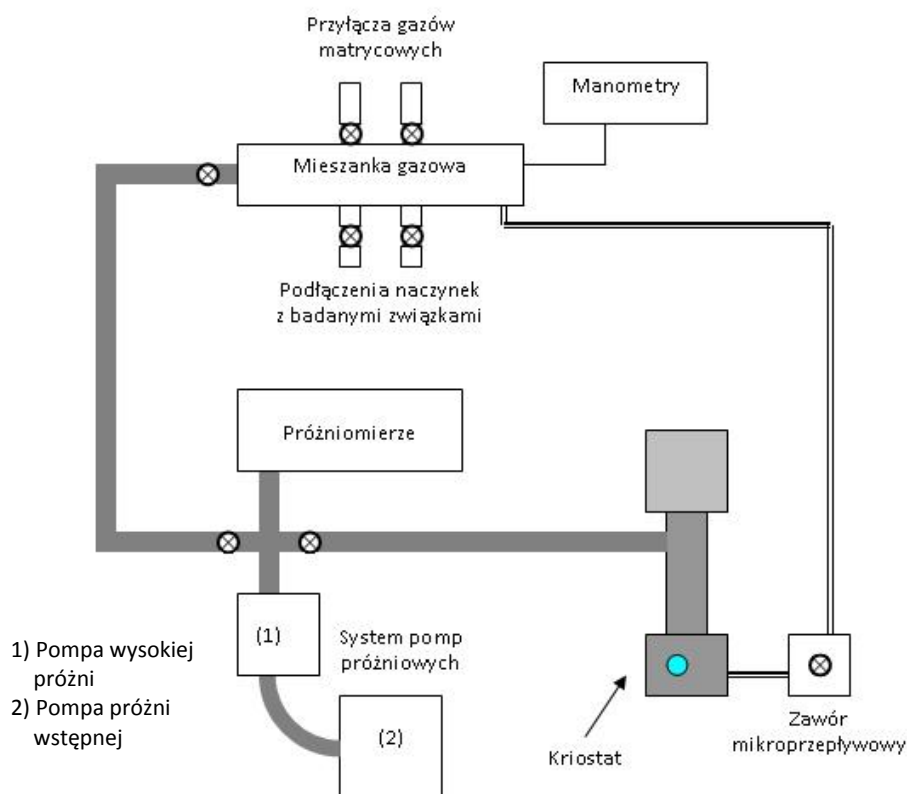 Przyłącza gazów
matrycowych
Manometry
Mieszanka gazowa
Podłączenia naczynek
z badanymi związkami
Próżniomierze
(1)
System pomp
próżniowych
1) Pompa wysokiej
próżni
2) Pompa próżni
wstępnej
(2)
Kriostat
Zawór
mikroprzepływowy